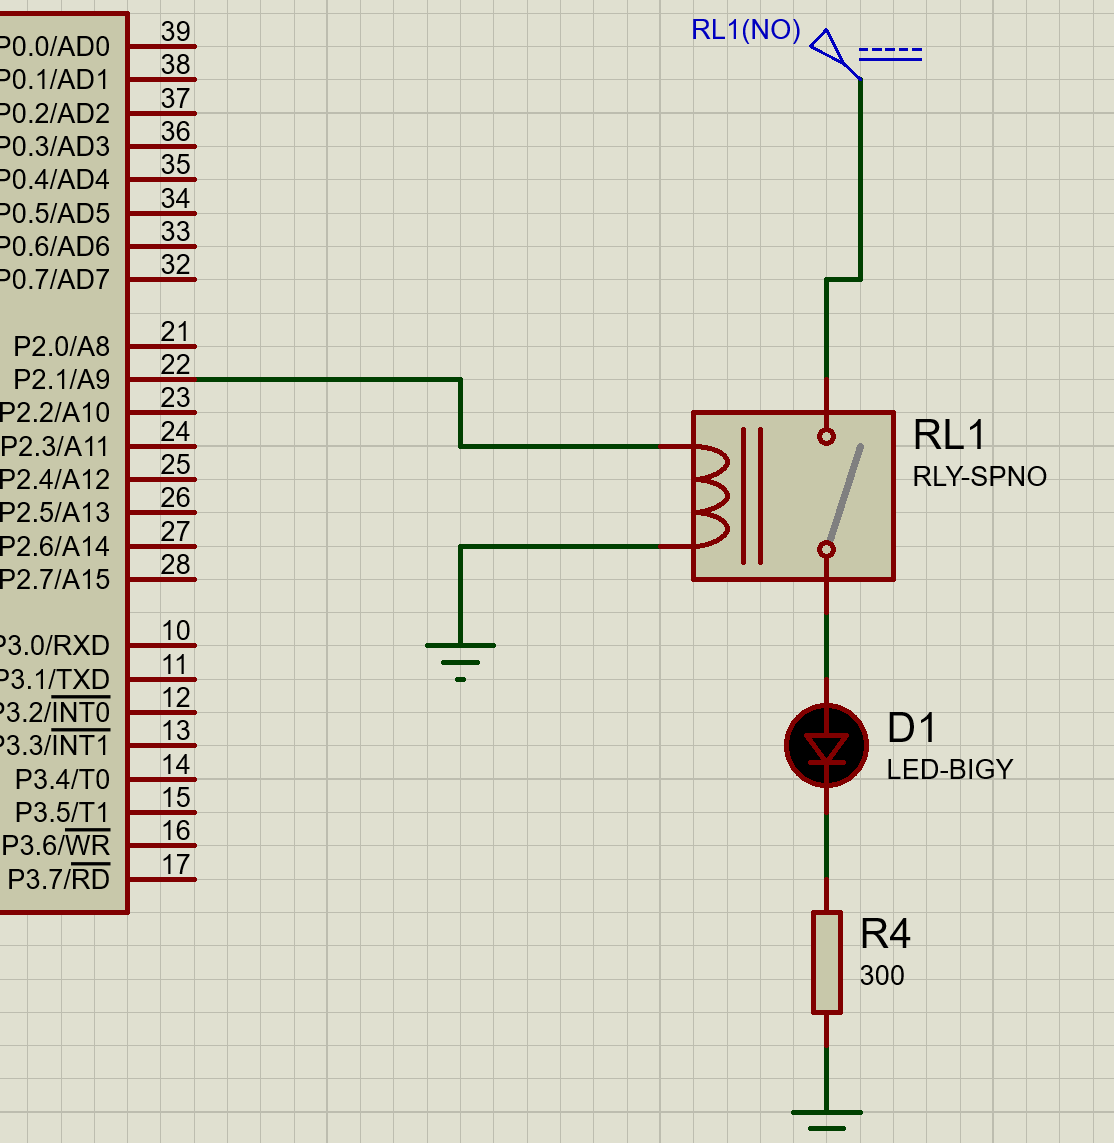 RL1(NO)
P0.0/AD0 39
P0.1/AD1 38
P0.2/AD2 37
P0.3/AD3 36
P0.4/AD4 35
P0.5/AD5 34
P0.6/AD6 33
P0.7/AD7 32
P2.0/A8 21
P2.1/A9 22
P2.2/A10 23
P2.3/A11 24
P2.4/A12 25
P2.5/A13 26
P2.6/A14 27
P2.7/A15 28
P3.0/RXD 10
P3.1/TXD 11
P3.2/INT0 12
P3.3/INT1 13
P3.4/T0 14
P3.5/T1 15
P3.6/WR 16
P3.7/RD 17
RL1
RLY-SPNO
D1
LED-BIGY
R4
300